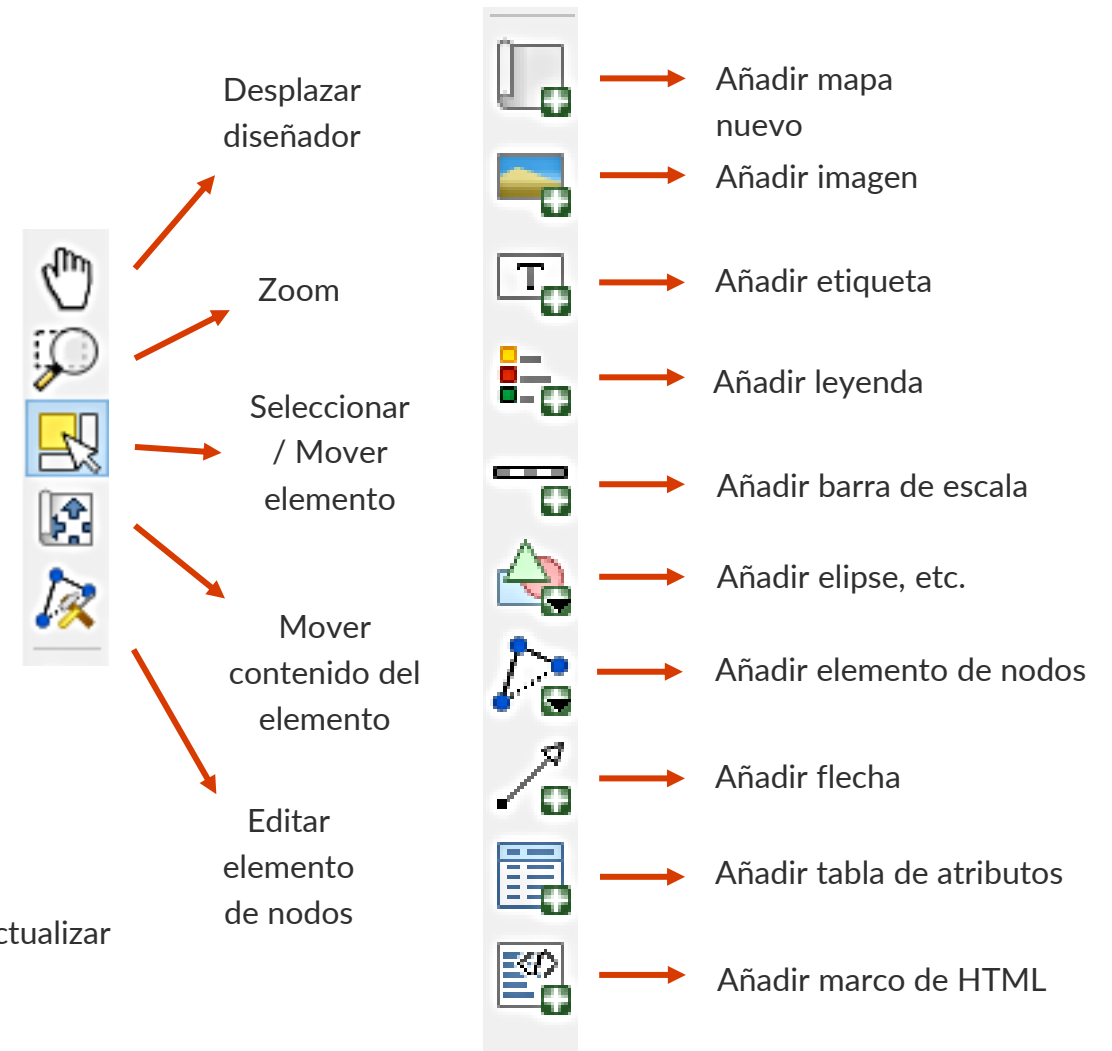 Desplazar
diseñador
Zoom
Seleccionar
/ Mover
elemento
Mover
contenido del
elemento
Editar
elemento
de nodos
ctualizar
Añadir mapa
nuevo
Añadir imagen
T
Añadir etiqueta
Añadir leyenda
Añadir barra de escala
Añadir elipse, etc.
Añadir elemento de nodos
Añadir flecha
Añadir tabla de atributos
</>
Añadir marco de HTML